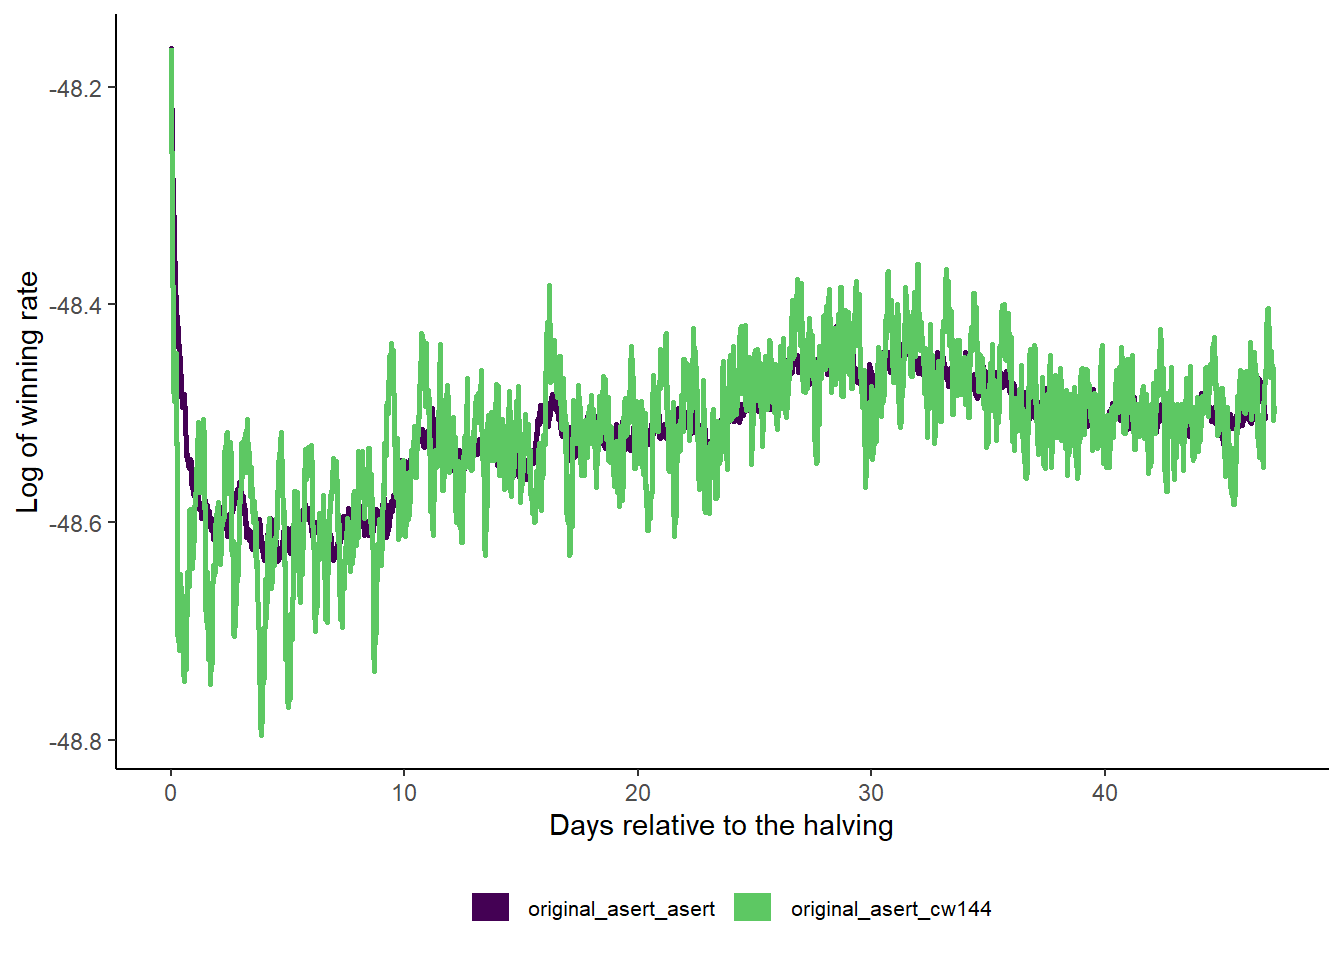 Log of winning rate
-48.2
-48.4
-48.6
-48.8
0 10 20 30 40
Days relative to the halving
original_asert_asert original_asert_cw144